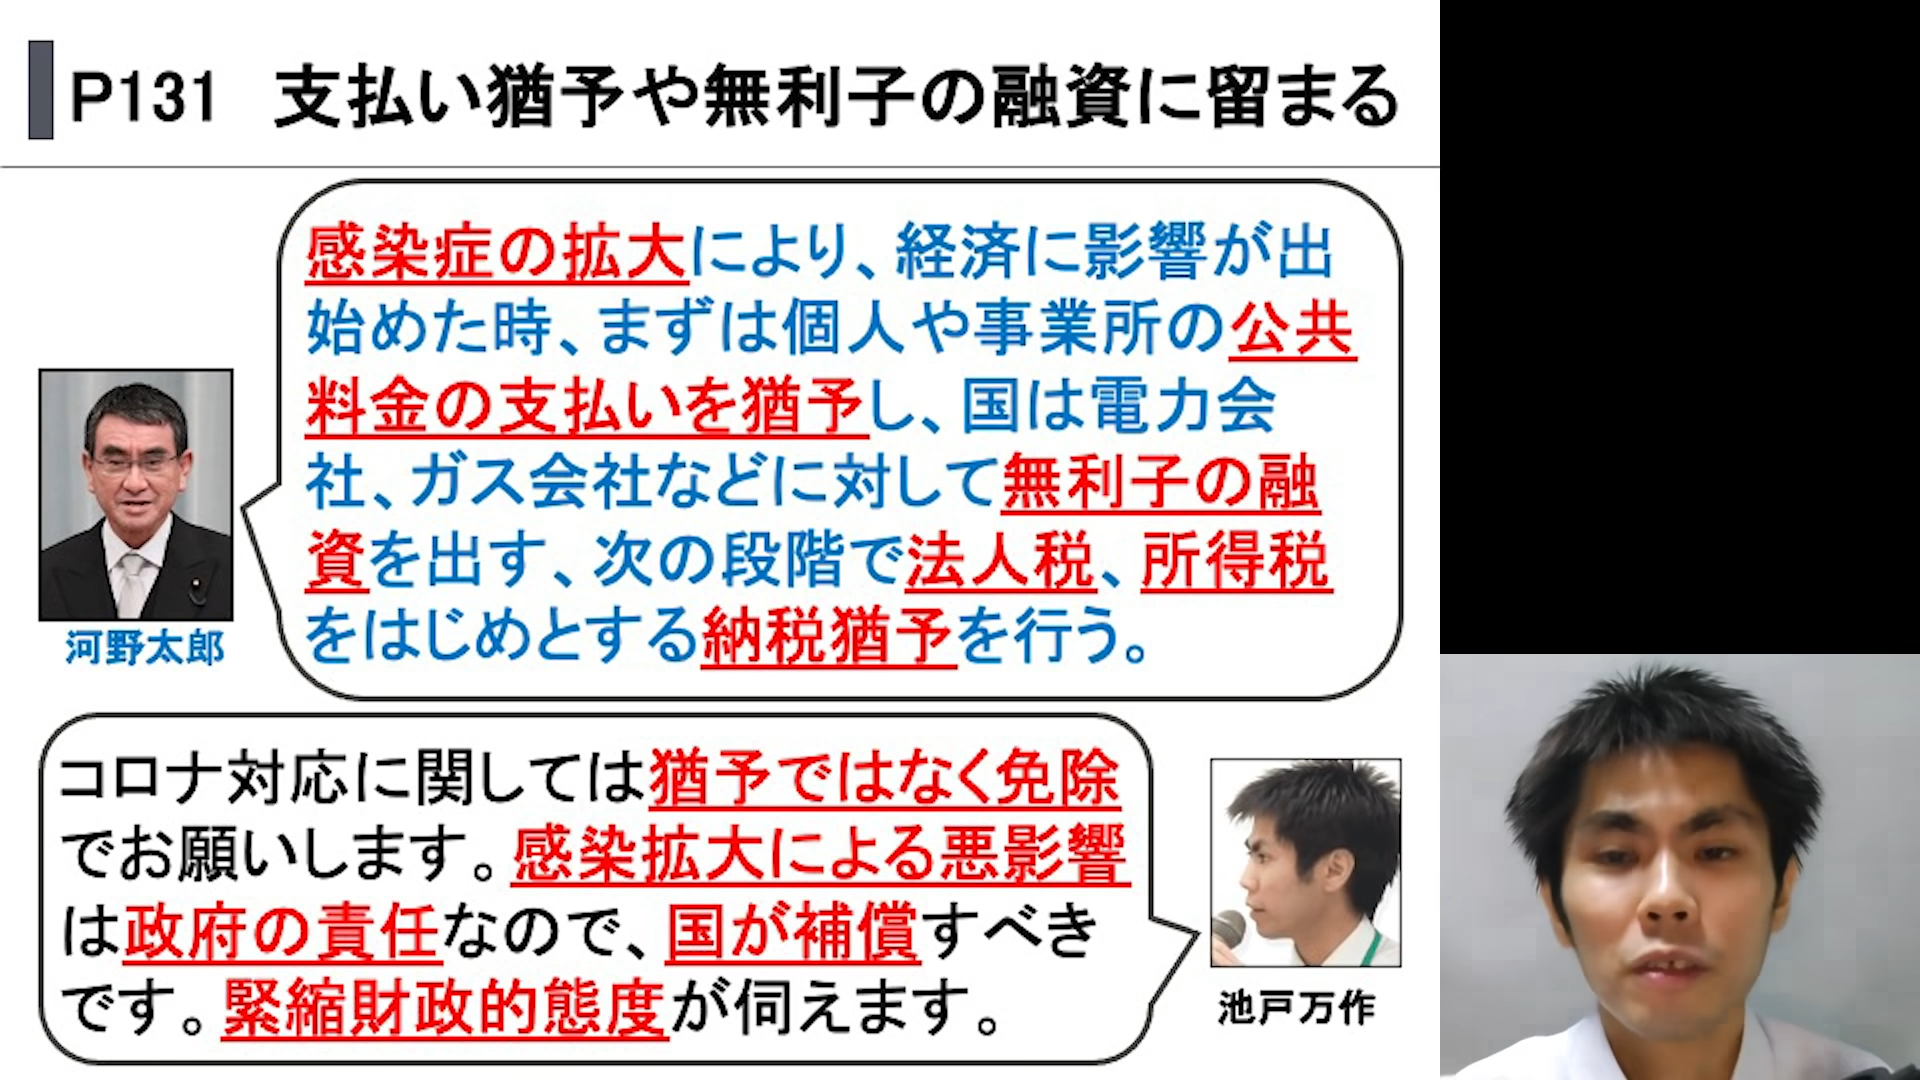 P131　支払い猶予や無利子の融資に留まる
感染症の拡大により、経済に影響が出
始めた時、まずは個人や事業所の公共
料金の支払いを猶予し、国は電力会
社、ガス会社などに対して無利子の融
資を出す、次の段階で法人税、所得税
をはじめとする納税猶予を行う。
河野太郎
コロナ対応に関しては猶予ではなく免除
でお願いします。感染拡大による悪影響
は政府の責任なので、国が補償すべき
です。緊縮財政的態度が伺えます。
池戸万作